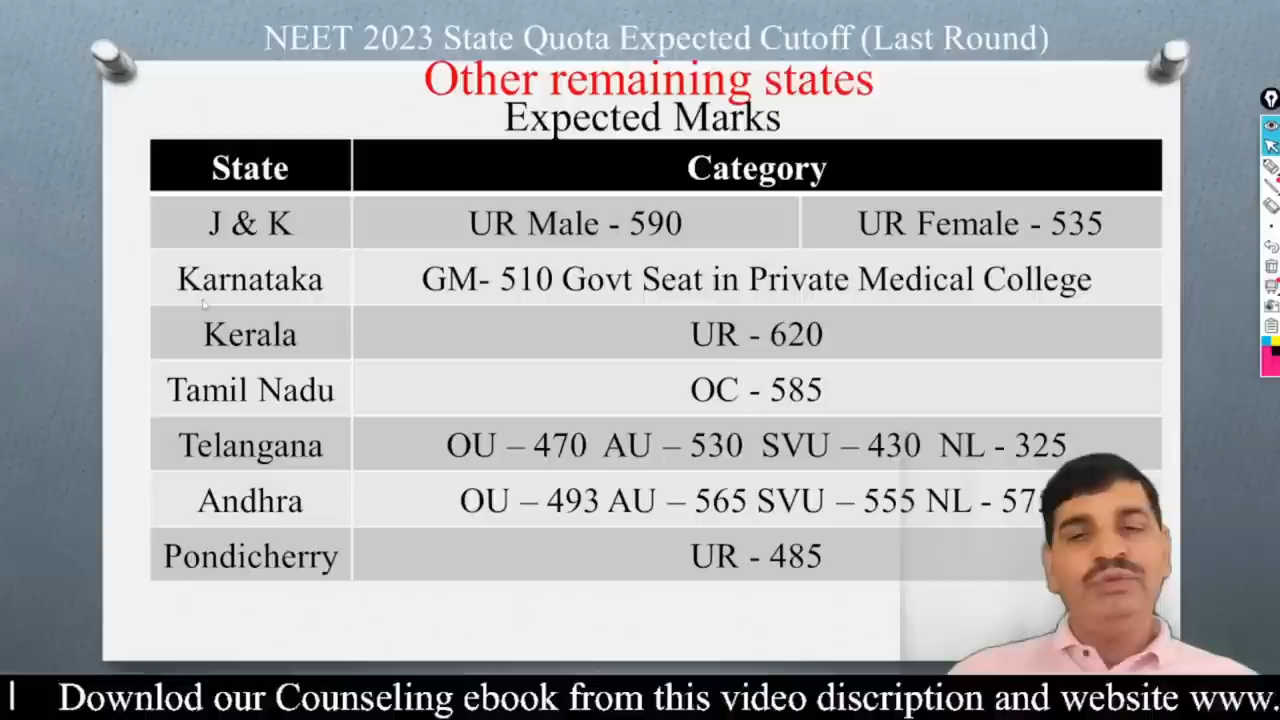 NEET 2023 State Quota Expected Cutoff (Last Round)
Other remaining states
Expected Marks
State Category
J & K UR Male - 590 UR Female - 535
Karnataka GM- 510 Govt Seat in Private Medical College
Kerala UR - 620
Tamil Nadu OC - 585
Telangana OU – 470 AU – 530 SVU – 430 NL - 325
Andhra OU – 493 AU – 565 SVU – 555 NL -
Pondicherry UR - 485
Downlod our Counseling ebook from this video discription and website www.